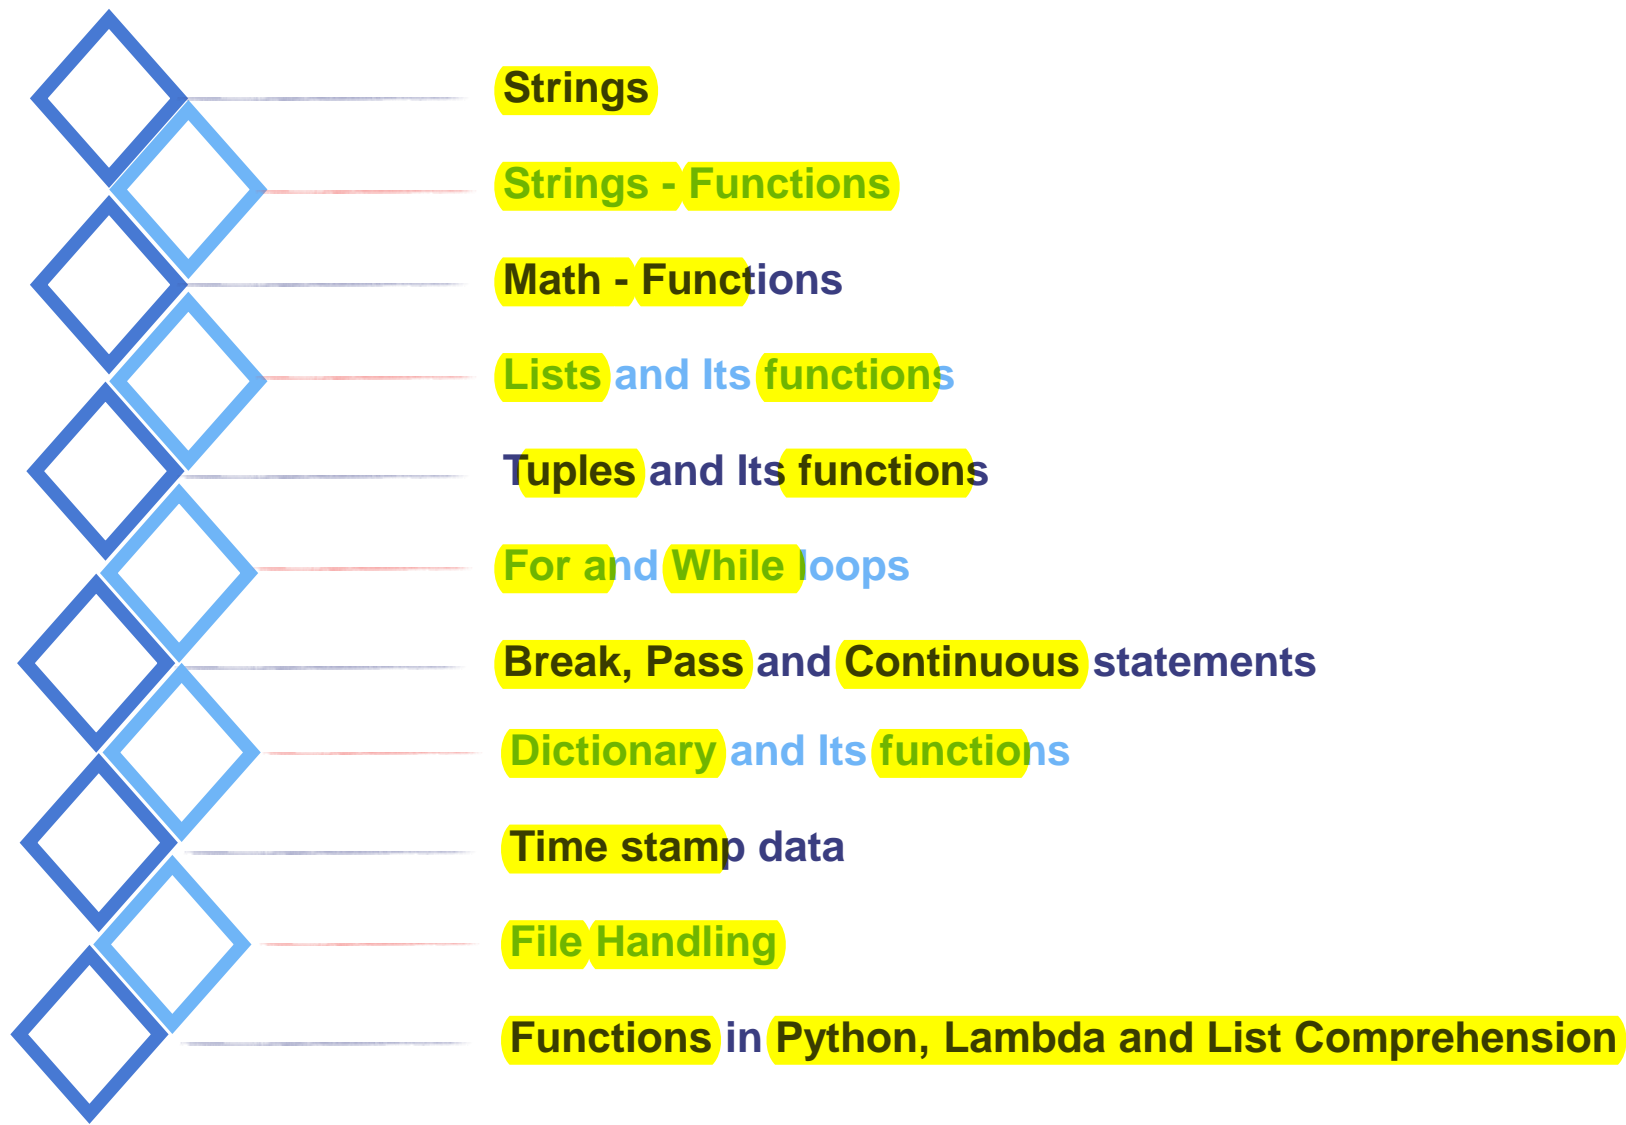 Strings
Strings - Functions
Math - Functions
Lists and Its functions
Tuples and Its functions
For and While loops
Break, Pass and Continuous statements
Dictionary and Its functions
Time stamp data
File Handling
Functions in Python, Lambda and List Comprehension